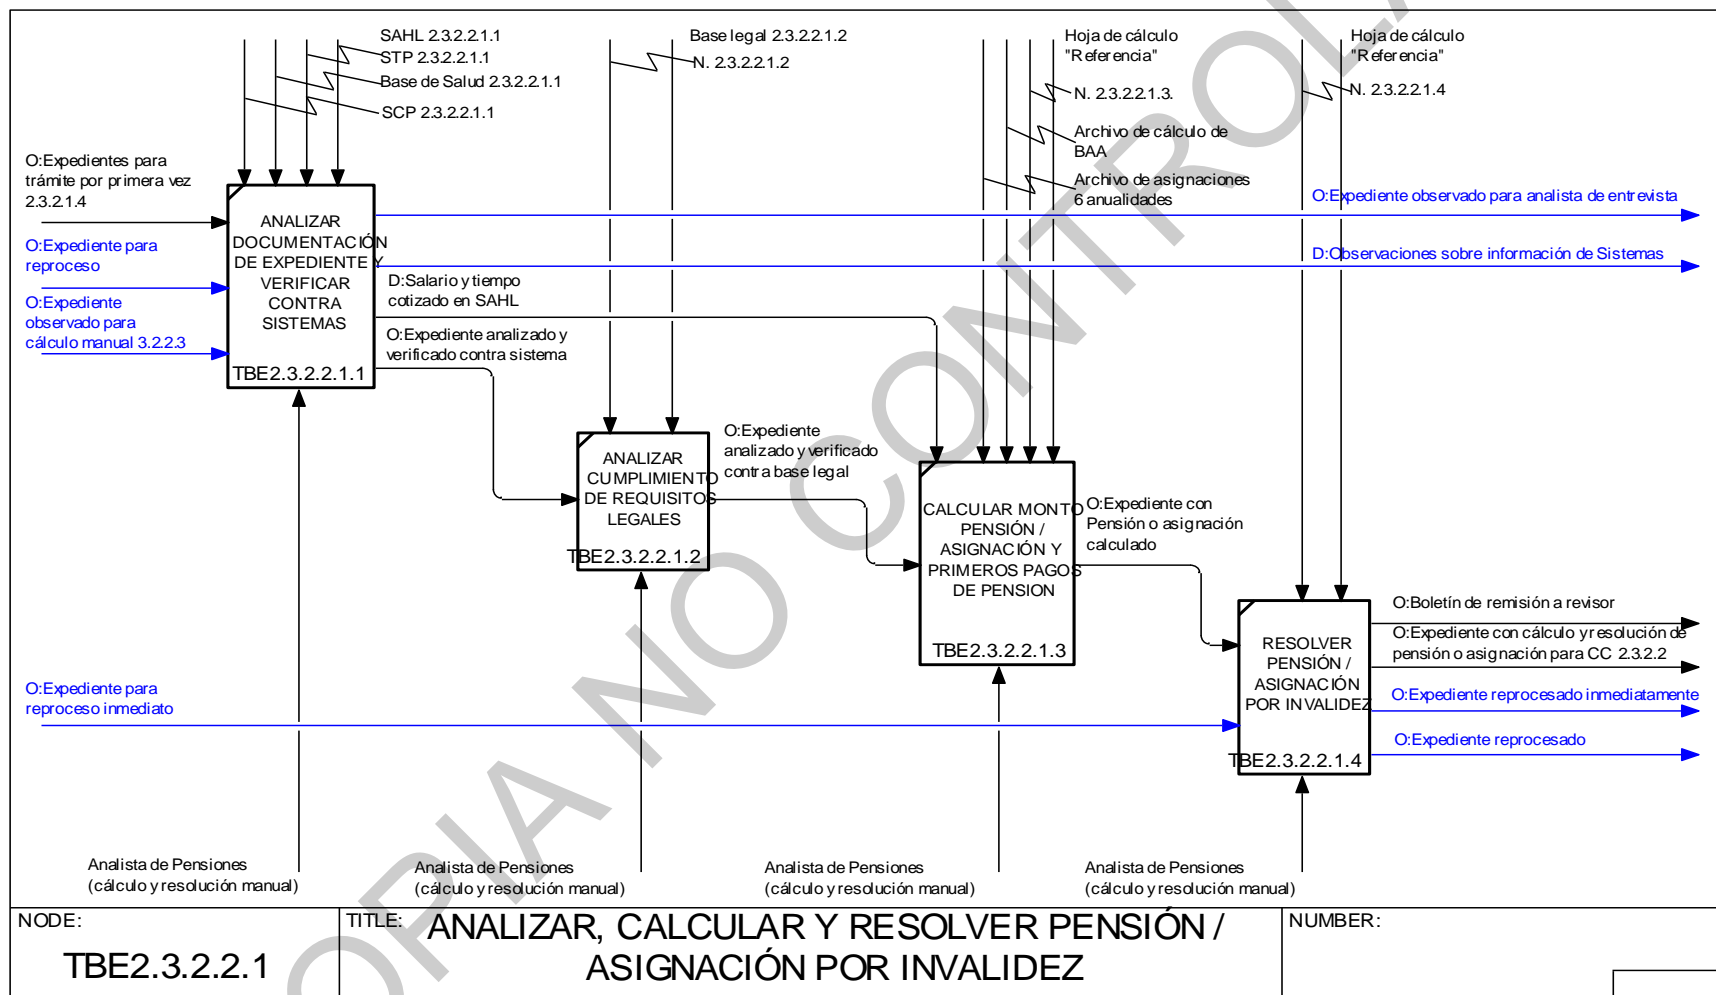 SAHL 2.3.2.2.1.1
STP 2.3.2.2.1.1
Base de Salud 2.3.2.2.1.1
SCP 2.3.2.2.1.1
Base legal 2.3.2.2.1.2
N. 2.3.2.2.1.2
Hoja de cálculo
"Referencia"
N. 2.3.2.2.1.3.
Archivo de cálculo de
BAA
Archivo de asignaciones
6 anualidades
Hoja de cálculo
"Referencia"
N. 2.3.2.2.1.4
O:Expedientes para
trámite por primera vez
2.3.2.1.4
O:Expediente para
reproceso
O:Expediente
observado para
cálculo manual 3.2.2.3
ANALIZAR
DOCUMENTACIÓN
DE EXPEDIENTE Y
VERIFICAR
CONTRA
SISTEMAS
TBE2.3.2.2.1.1
O:Expediente observado para analista de entrevista
D:Observaciones sobre información de Sistemas
D:Salario y tiempo
cotizado en SAHL
O:Expediente analizado y
verificado contra sistema
ANALIZAR
CUMPLIMIENTO
DE REQUISITOS
LEGALES
TBE2.3.2.2.1.2
O:Expediente
analizado y verificado
contra base legal
CALCULAR MONTO
PENSIÓN /
ASIGNACIÓN Y
PRIMEROS PAGOS
DE PENSION
TBE2.3.2.2.1.3
O:Expediente con
Pensión o asignación
calculado
RESOLVER
PENSIÓN /
ASIGNACIÓN
POR INVALIDEZ
TBE2.3.2.2.1.4
O:Boletín de remisión a revisor
O:Expediente con cálculo y resolución de
pensión o asignación para CC 2.3.2.2
O:Expediente reprocesado inmediatamente
O:Expediente reprocesado
O:Expediente para
reproceso inmediato
Analista de Pensiones
(cálculo y resolución manual)
Analista de Pensiones
(cálculo y resolución manual)
Analista de Pensiones
(cálculo y resolución manual)
Analista de Pensiones
(cálculo y resolución manual)
NODE:
TBE2.3.2.2.1
TITLE:
ANALIZAR, CALCULAR Y RESOLVER PENSIÓN /
ASIGNACIÓN POR INVALIDEZ
NUMBER:
OPIA NO CONTROLA